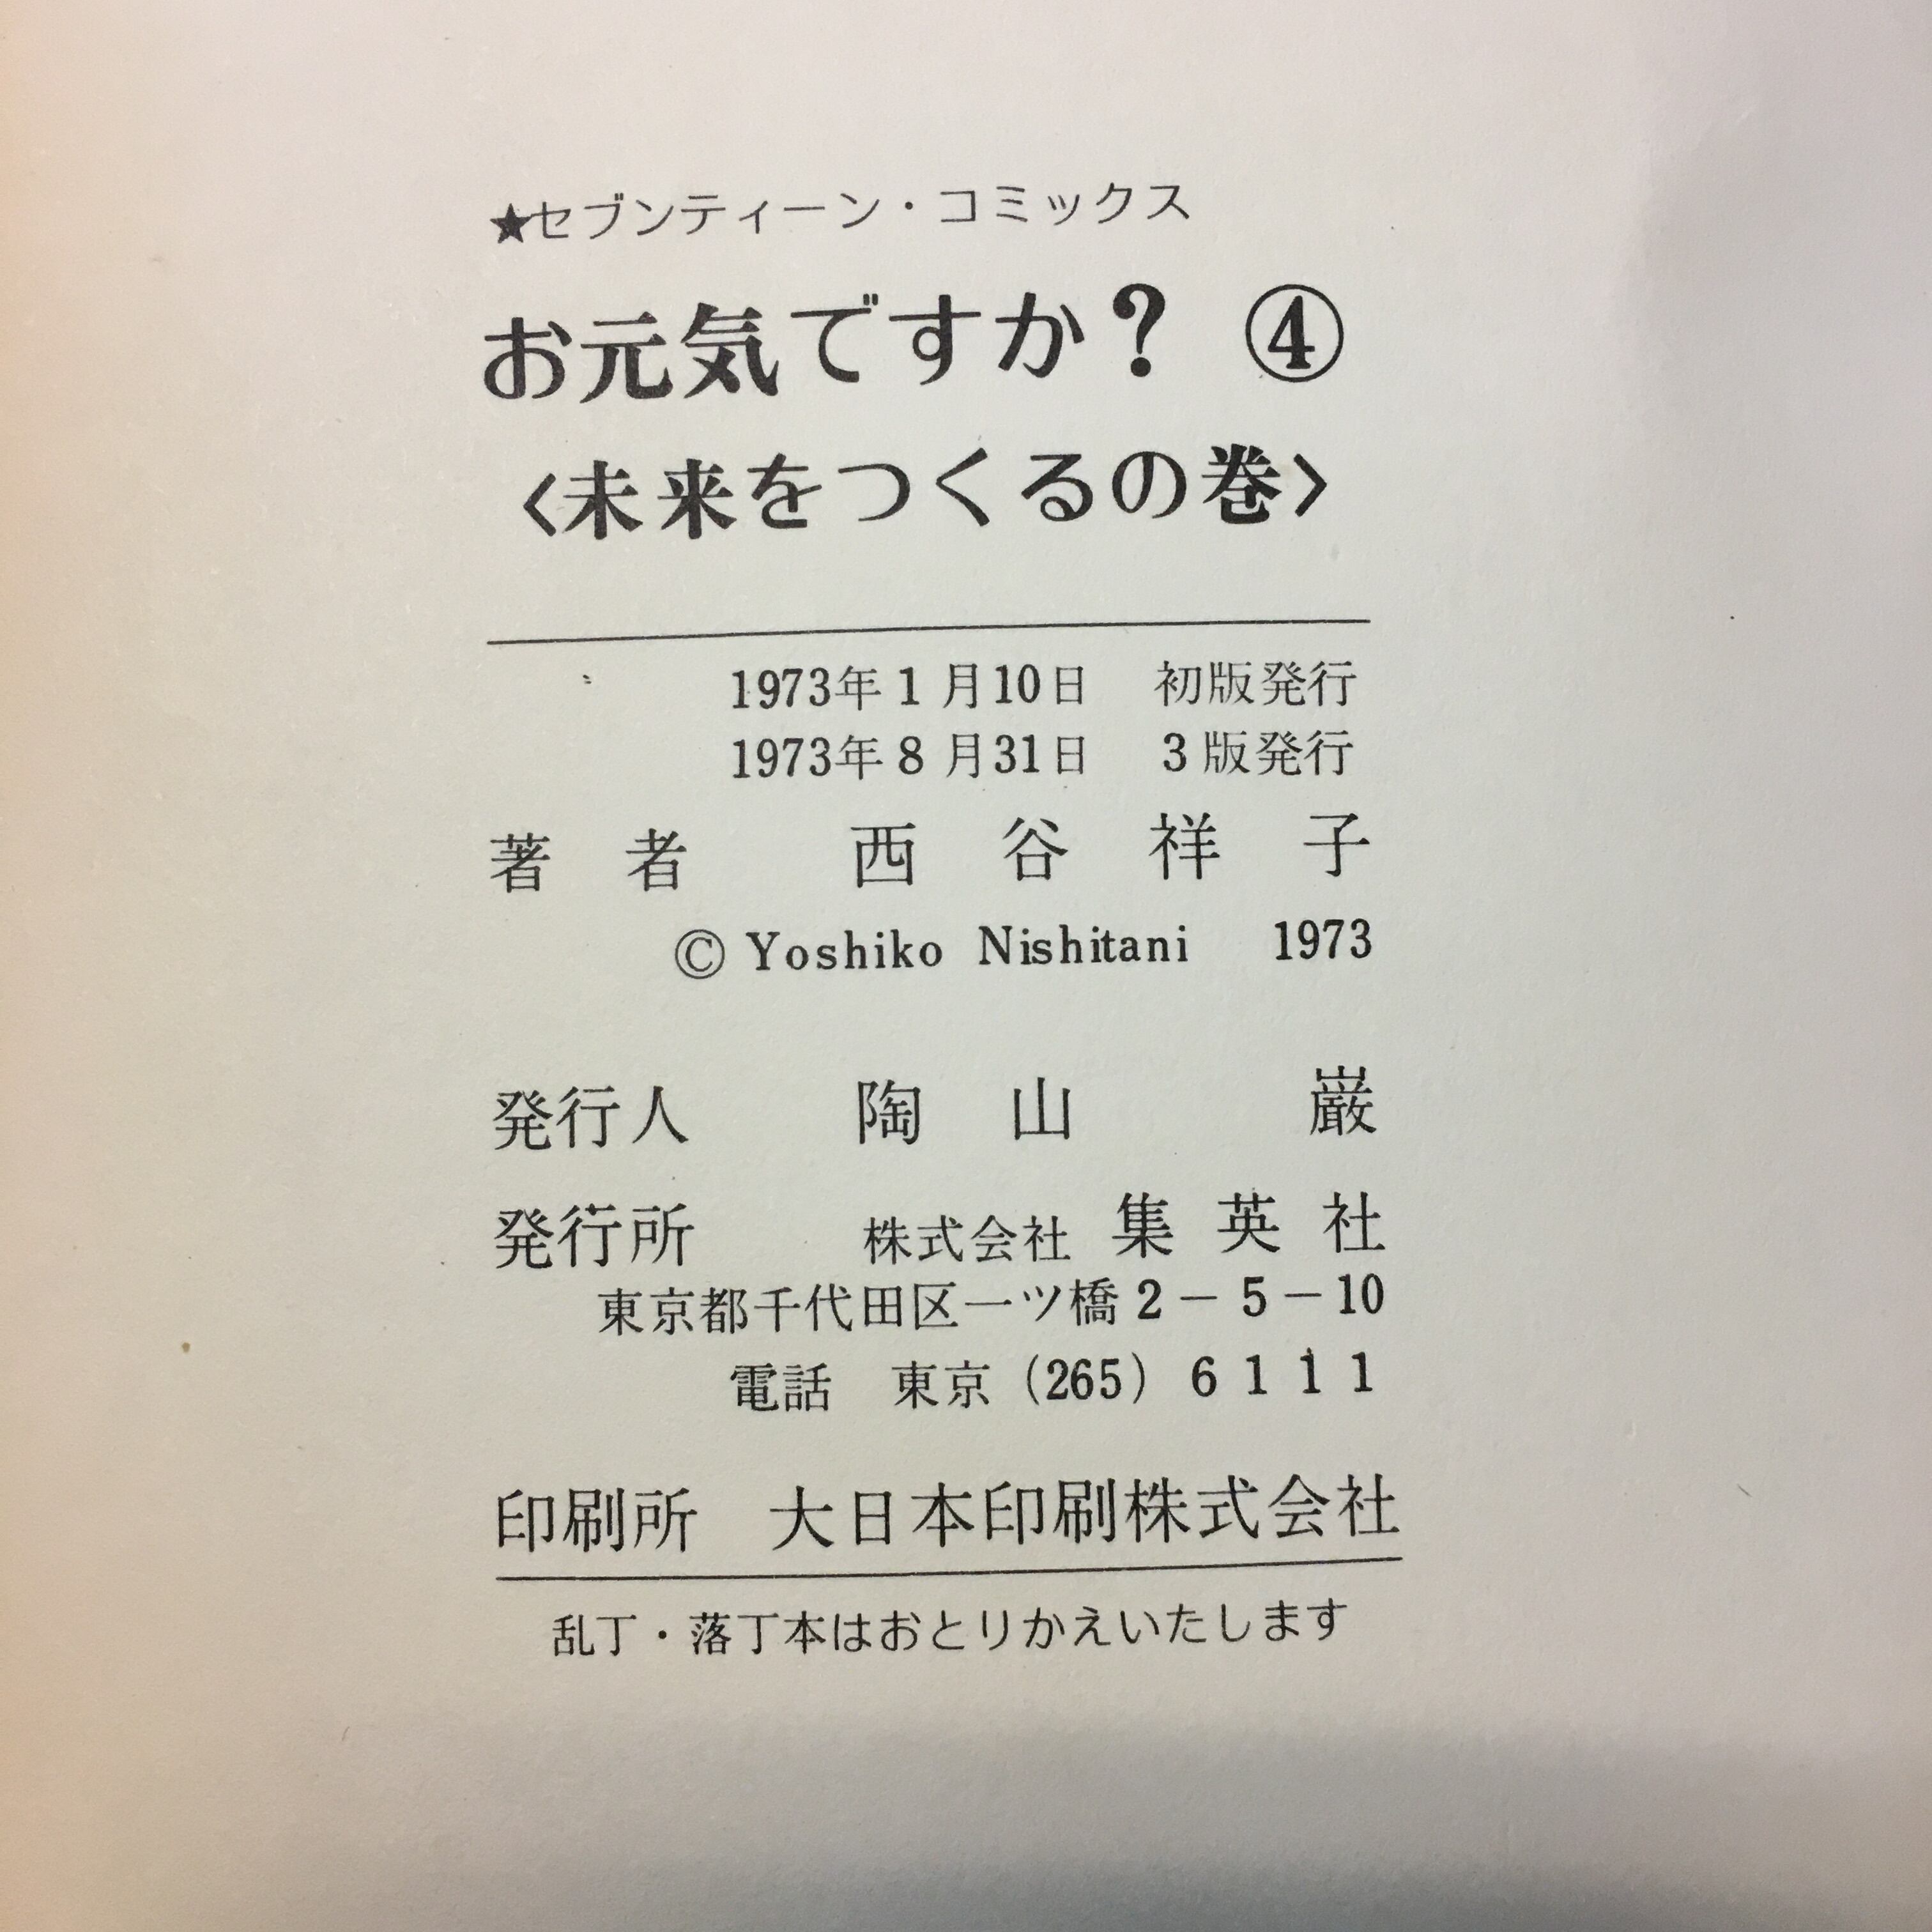 ★セブンティーン・コミックス
お元気ですか? ④
〈未来をつくるの巻〉
1973年1月10日 初版発行
1973年8月31日 3版発行
著者 西谷祥子
© Yoshiko Nishitani 1973
発行人 陶山 巌
発行所 株式会社 集英社
東京都千代田区一ツ橋2-5-10
電話 東京(265)6111
印刷所 大日本印刷株式会社
乱丁・落丁本はおとりかえいたします